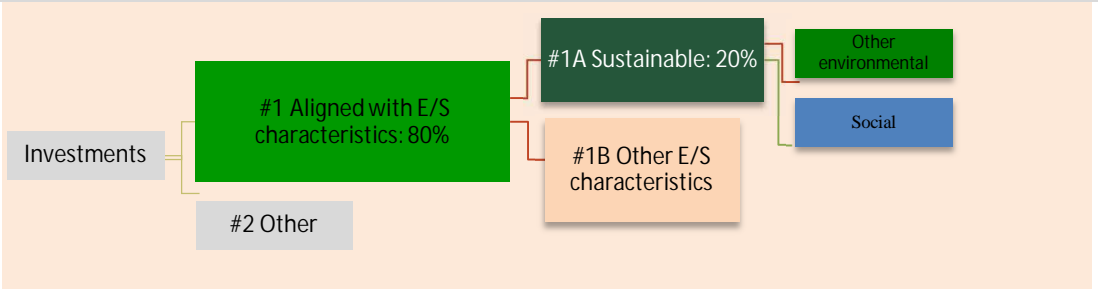 Investments
#1 Aligned with E/S
characteristics: 80%
#2 Other
#1A Sustainable: 20%
#1B Other E/S
characteristics
Other
environmental
Social